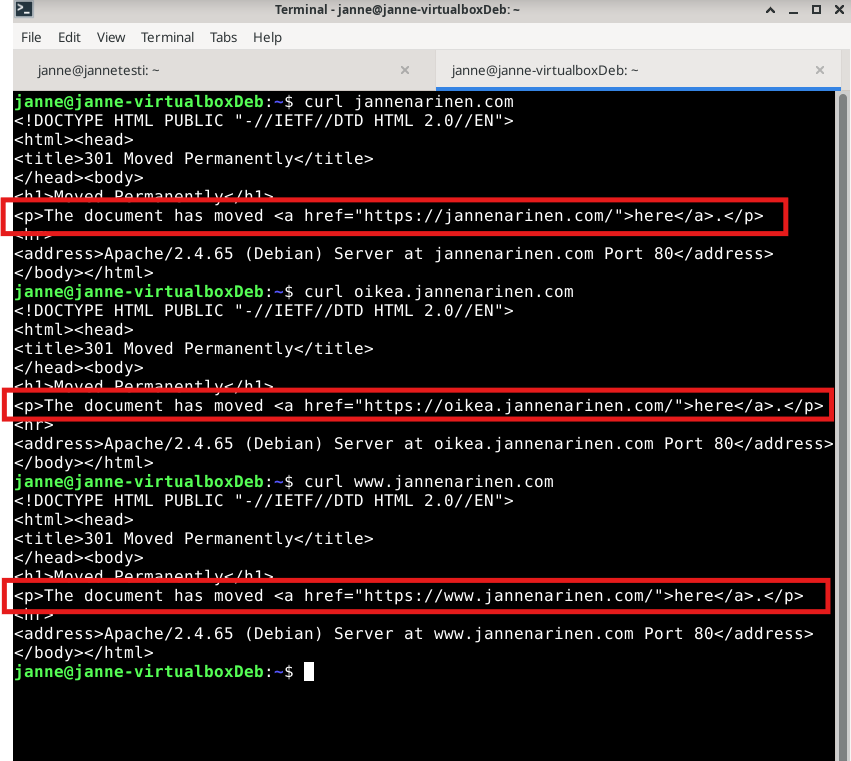 Terminal - janne@janne-virtualboxDeb: ~
File Edit View Terminal Tabs Help
janne@jannetesti: ~ × janne@janne-virtualboxDeb: ~ ×
janne@janne-virtualboxDeb:~$ curl jannenarinen.com
<!DOCTYPE HTML PUBLIC "-//IETF//DTD HTML 2.0//EN">
<html><head>
<title>301 Moved Permanently</title>
</head><body>
<h1>Moved Permanently</h1>
<p>The document has moved <a href="https://jannenarinen.com/">here</a>.</p>
<hr>
<address>Apache/2.4.65 (Debian) Server at jannenarinen.com Port 80</address>
</body></html>
janne@janne-virtualboxDeb:~$ curl oikea.jannenarinen.com
<!DOCTYPE HTML PUBLIC "-//IETF//DTD HTML 2.0//EN">
<html><head>
<title>301 Moved Permanently</title>
</head><body>
<h1>Moved Permanently</h1>
<p>The document has moved <a href="https://oikea.jannenarinen.com/">here</a>.</p>
<hr>
<address>Apache/2.4.65 (Debian) Server at oikea.jannenarinen.com Port 80</address>
</body></html>
janne@janne-virtualboxDeb:~$ curl www.jannenarinen.com
<!DOCTYPE HTML PUBLIC "-//IETF//DTD HTML 2.0//EN">
<html><head>
<title>301 Moved Permanently</title>
</head><body>
<h1>Moved Permanently</h1>
<p>The document has moved <a href="https://www.jannenarinen.com/">here</a>.</p>
<hr>
<address>Apache/2.4.65 (Debian) Server at www.jannenarinen.com Port 80</address>
</body></html>
janne@janne-virtualboxDeb:~$